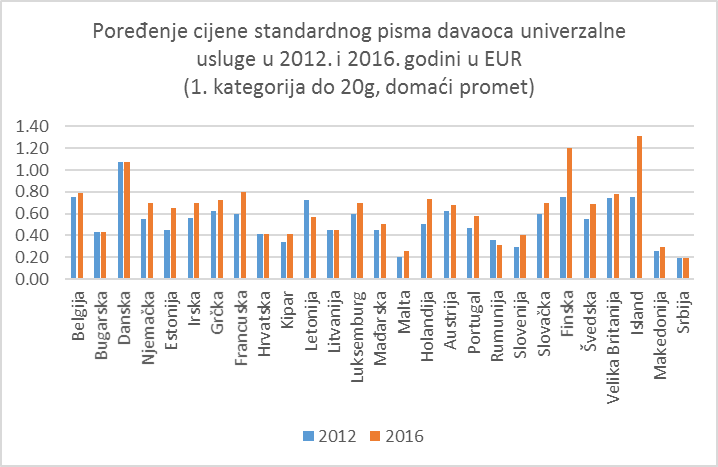 Poređenje cijene standardnog pisma davaoca univerzalne
usluge u 2012. i 2016. godini u EUR
(1. kategorija do 20g, domaći promet)
1.40
1.20
1.00
0.80
0.60
0.40
0.20
0.00
Belgija
Bugarska
Danska
Njemačka
Estonija
Irska
Grčka
Francuska
Hrvatska
Kipar
Letonija
Litvanija
Luksemburg
Mađarska
Malta
Holandija
Austrija
Portugal
Rumunija
Slovenija
Slovačka
Finska
Švedska
Velika Britanija
Island
Makedonija
Srbija
2012 2016